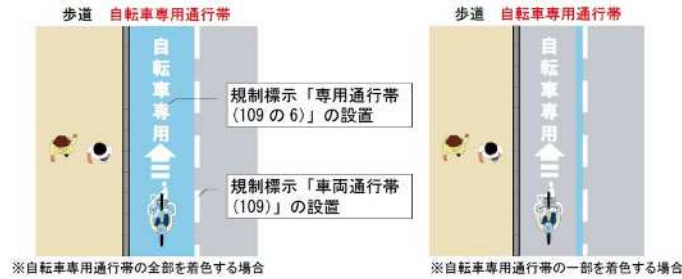 歩道 自転車専用通行帯
自転車専用
規制標示「専用通行帯
(109の6)」の設置
規制標示「車両通行帯
(109)」の設置
※自転車専用通行帯の全部を着色する場合
歩道 自転車専用通行帯
自転車専用
※自転車専用通行帯の一部を着色する場合